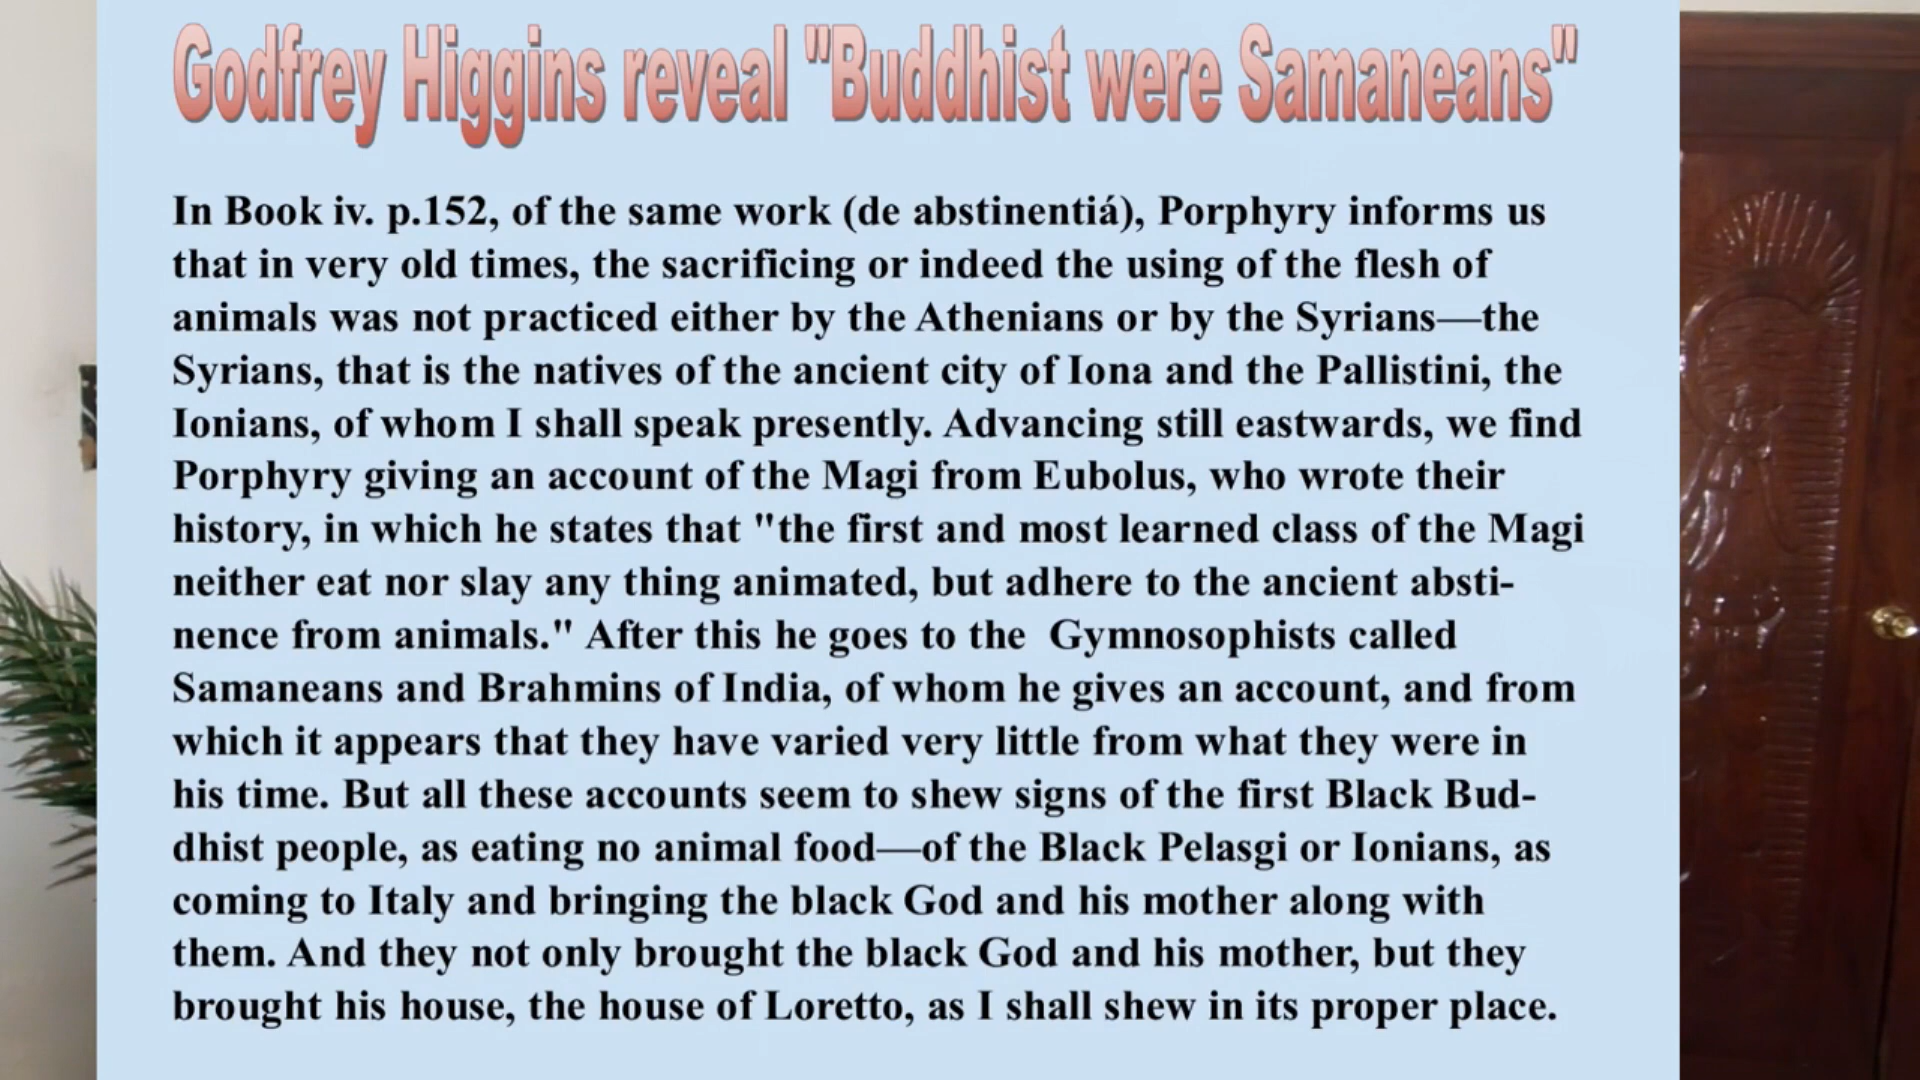 Godfrey Higgins reveal "Buddhist were Samaneans"
In Book iv. p.152, of the same work (de abstinentiá), Porphyry informs us
that in very old times, the sacrificing or indeed the using of the flesh of
animals was not practiced either by the Athenians or by the Syrians—the
Syrians, that is the natives of the ancient city of Iona and the Pallistini, the
Ionians, of whom I shall speak presently. Advancing still eastwards, we find
Porphyry giving an account of the Magi from Eubolus, who wrote their
history, in which he states that "the first and most learned class of the Magi
neither eat nor slay any thing animated, but adhere to the ancient absti-
nence from animals." After this he goes to the  Gymnosophists called
Samaneans and Brahmins of India, of whom he gives an account, and from
which it appears that they have varied very little from what they were in
his time. But all these accounts seem to shew signs of the first Black Bud-
dhist people, as eating no animal food—of the Black Pelasgi or Ionians, as
coming to Italy and bringing the black God and his mother along with
them. And they not only brought the black God and his mother, but they
brought his house, the house of Loretto, as I shall shew in its proper place.